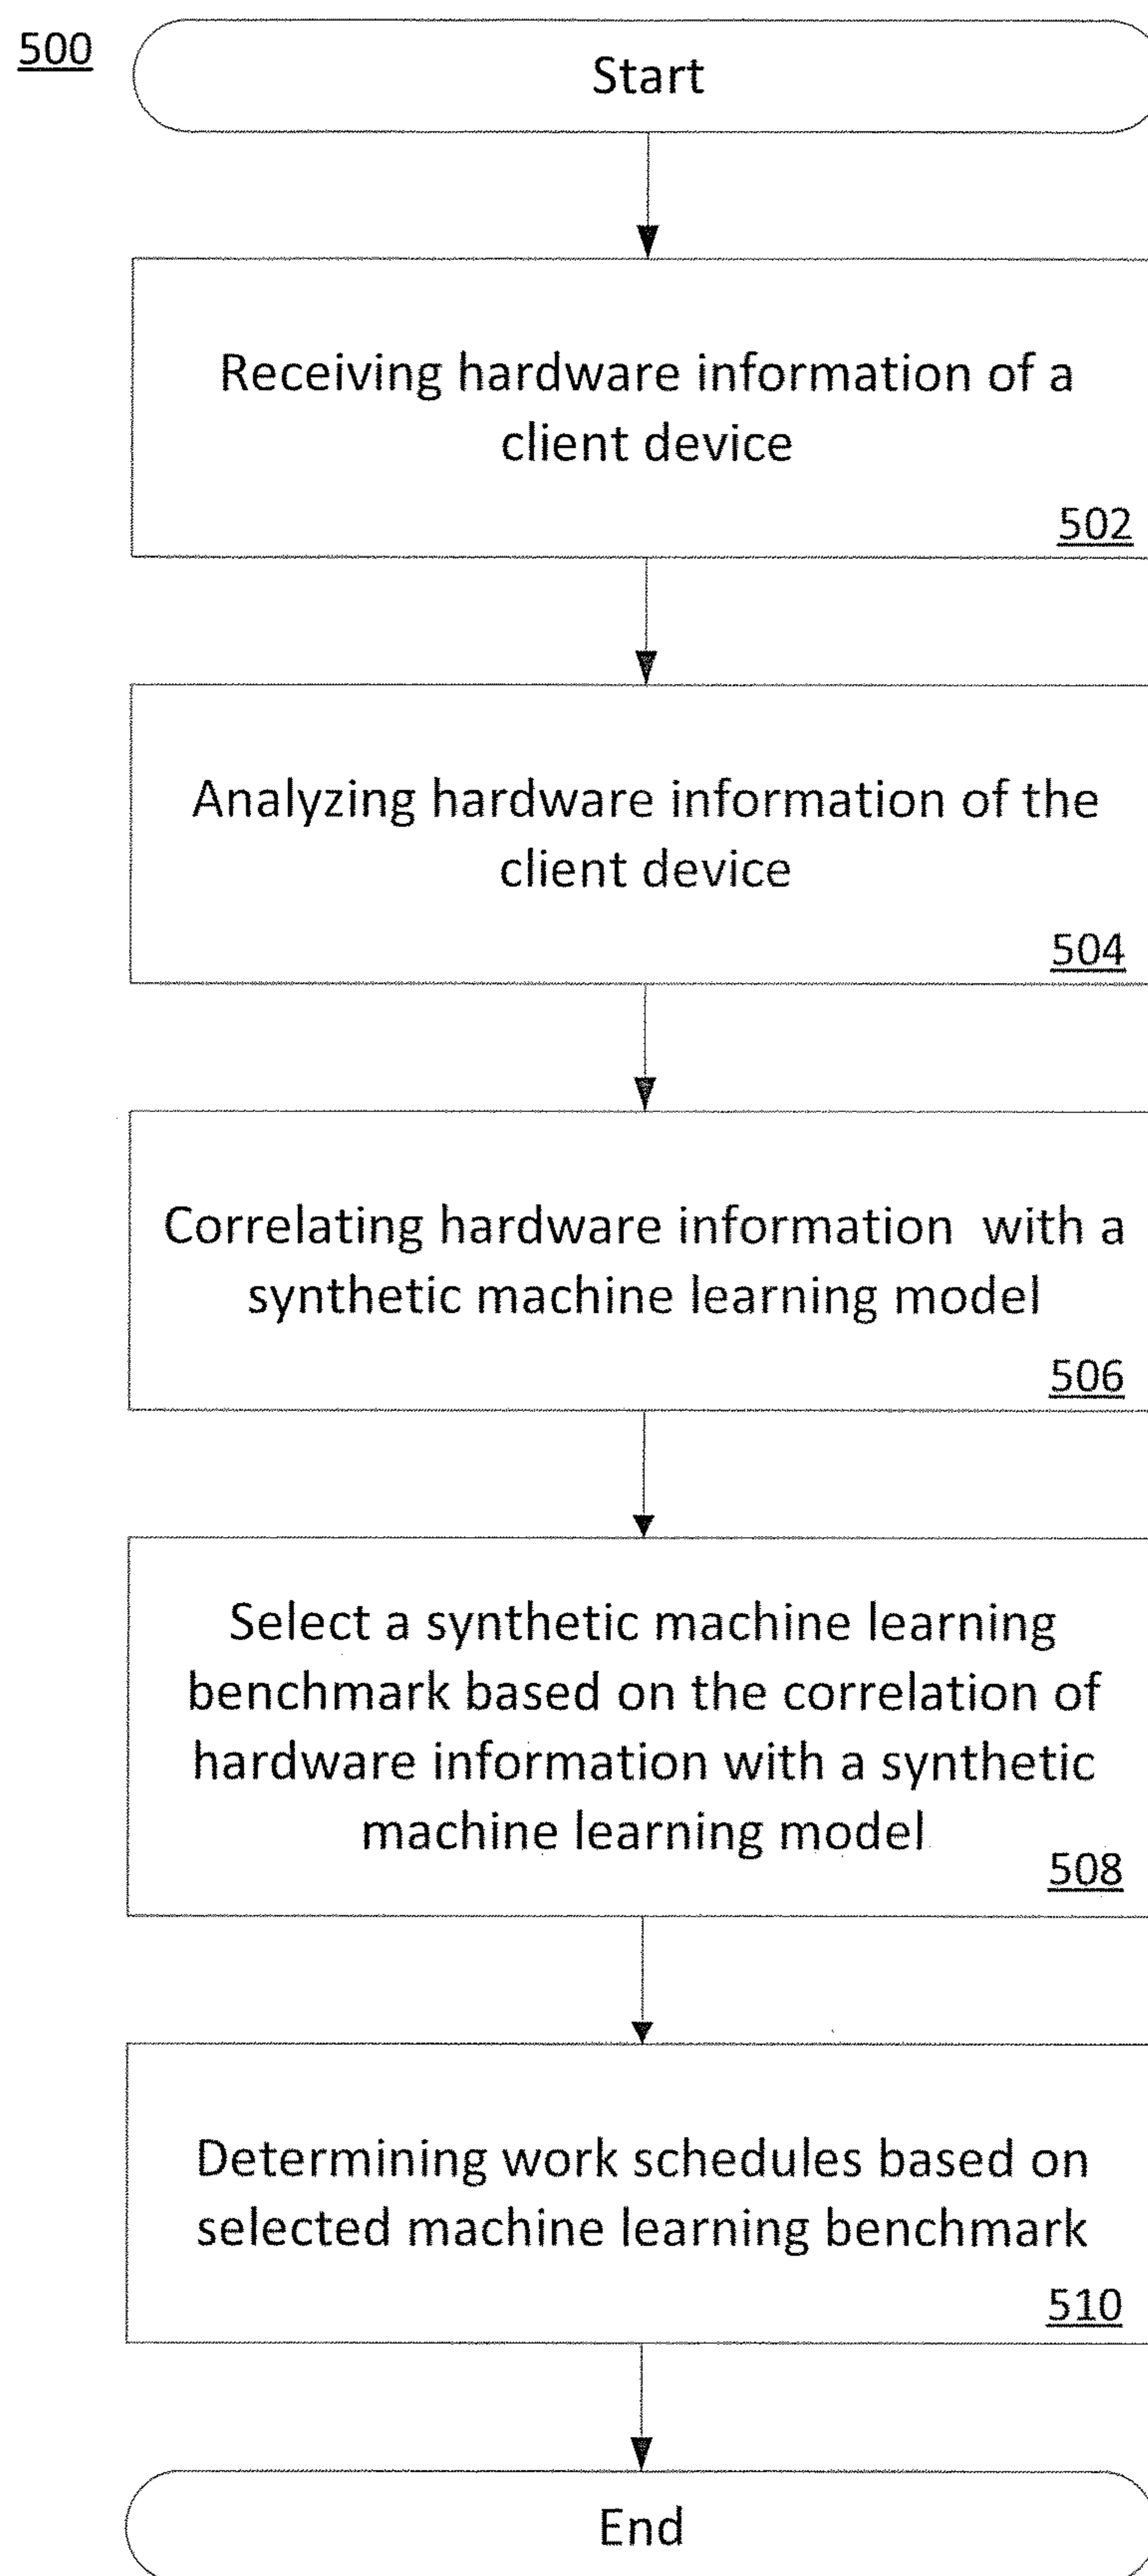 500
Start
Receiving hardware information of a
client device
502
Analyzing hardware information of the
client device
504
Correlating hardware information with a
synthetic machine learning model
506
Select a synthetic machine learning
benchmark based on the correlation of
hardware information with a synthetic
machine learning model
508
Determining work schedules based on
selected machine learning benchmark
510
End